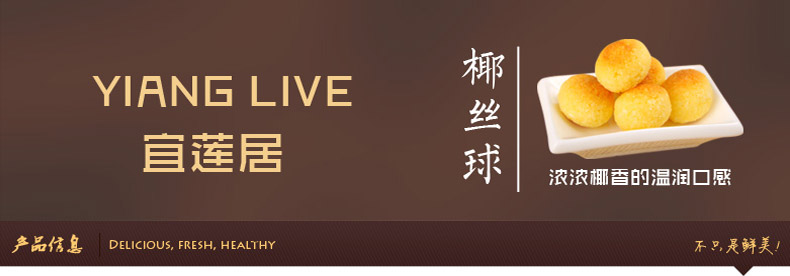 YIANG LIVE
宜莲居
椰丝球
浓浓椰香的温润口感
产品信息
DELICIOUS, FRESH, HEALTHY
不只是鲜美！